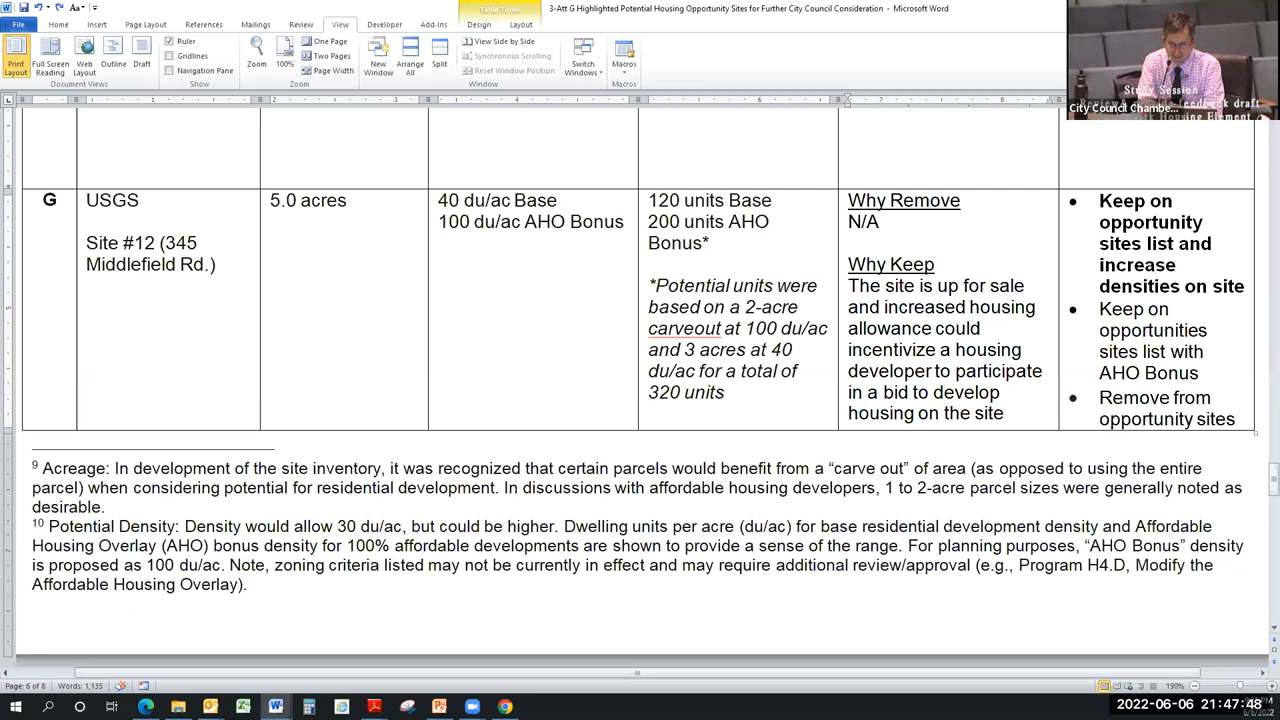 3-Att G Highlighted Potential Housing Opportunity Sites for Further City Council Consideration - Microsoft Word
Table Tools
File Home Insert Page Layout References Mailings Review View Developer Add-Ins Design Layout
Print Layout
Full Screen Reading
Web Layout
Outline
Draft
Document Views
Ruler
Gridlines
Navigation Pane
Show
Zoom
100%
One Page
Two Pages
Page Width
Zoom
New Window
Arrange All
Split
View Side by Side
Synchronous Scrolling
Reset Window Position
Window
Switch Windows
Macros
Macros
Study Session
feedback draft
City Council Chambe...
Housing Element
G
USGS
Site #12 (345
Middlefield Rd.)
5.0 acres
40 du/ac Base
100 du/ac AHO Bonus
120 units Base
200 units AHO
Bonus*
*Potential units were
based on a 2-acre
carveout at 100 du/ac
and 3 acres at 40
du/ac for a total of
320 units
Why Remove
N/A
Why Keep
The site is up for sale
and increased housing
allowance could
incentivize a housing
developer to participate
in a bid to develop
housing on the site
• Keep on
opportunity
sites list and
increase
densities on site
• Keep on
opportunities
sites list with
AHO Bonus
• Remove from
opportunity sites
9 Acreage: In development of the site inventory, it was recognized that certain parcels would benefit from a “carve out” of area (as opposed to using the entire
parcel) when considering potential for residential development. In discussions with affordable housing developers, 1 to 2-acre parcel sizes were generally noted as
desirable.
10 Potential Density: Density would allow 30 du/ac, but could be higher. Dwelling units per acre (du/ac) for base residential development density and Affordable
Housing Overlay (AHO) bonus density for 100% affordable developments are shown to provide a sense of the range. For planning purposes, “AHO Bonus” density
is proposed as 100 du/ac. Note, zoning criteria listed may not be currently in effect and may require additional review/approval (e.g., Program H4.D, Modify the
Affordable Housing Overlay).
Page: 6 of 8 Words: 1,135 190%
2022-06-06 21:47:48